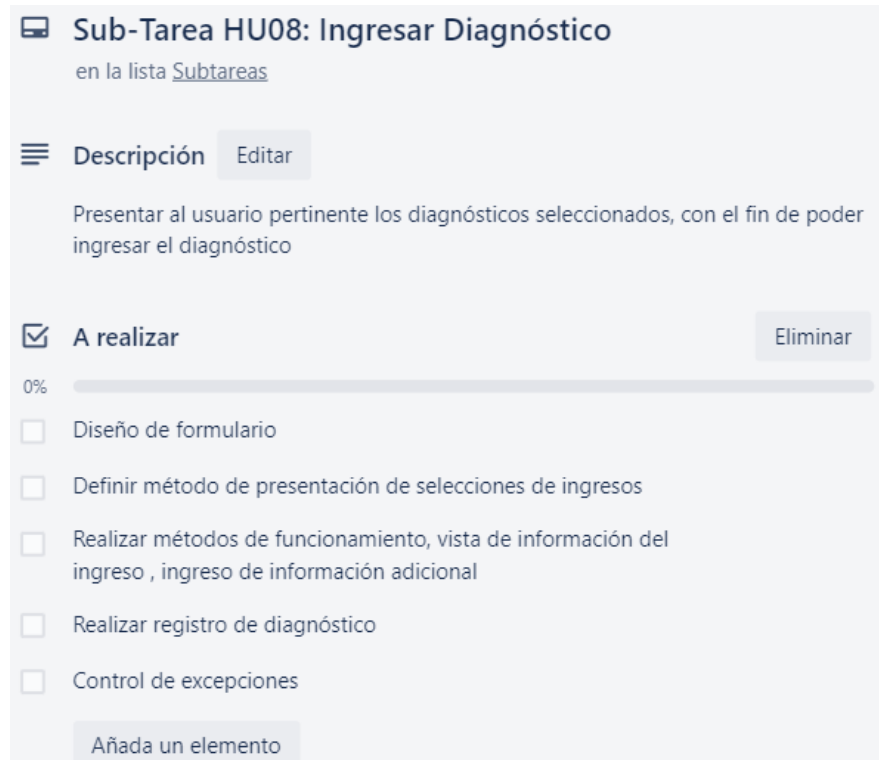 Sub-Tarea HU08: Ingresar Diagnóstico
en la lista Subtareas
Descripción Editar
Presentar al usuario pertinente los diagnósticos seleccionados, con el fin de poder
ingresar el diagnóstico
A realizar Eliminar
0%
Diseño de formulario
Definir método de presentación de selecciones de ingresos
Realizar métodos de funcionamiento, vista de información del
ingreso , ingreso de información adicional
Realizar registro de diagnóstico
Control de excepciones
Añada un elemento